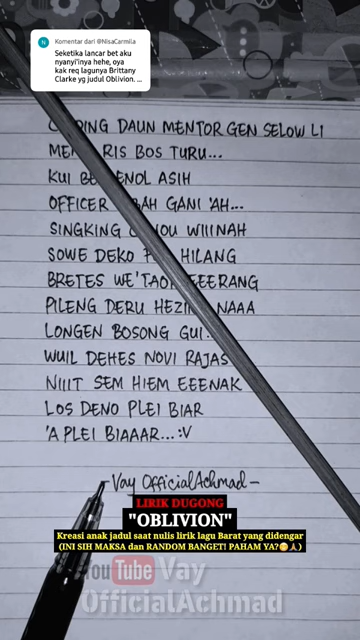 Komentar dari @NisaCarmila
Seketika lancar bet aku
nyanyi"inya hehe, oya
kak req lagunya Brittany
Clarke yg judul Oblivion. ...
DAUN MENTOR GEN SELOW LI
RIS BOS TURU...
KUI ENOL ASIH
OFFICER GANI 'AH...
SINGKING WIIINAH
SOWE DEKO HILANG
BRETES WE'TAO EEERANG
PILENG DERU NAAA
LONGEN BOSONG GUI
WUIL DEHES NOVI RAJAS
NIIIT SEM HIEM EEENAK
LOS DENO PLEI BIAR
'A PLEI BIAAAR...:V
- Vay OfficialAchmad -
LIRIK DUGONG
"OBLIVION"
Kreasi anak jadul saat nulis lirik lagu Barat yang didengar
(INI SIH MAKSA dan RANDOM BANGET! PAHAM YA?😁🙏)
YouTube Vay
OfficialAchmad